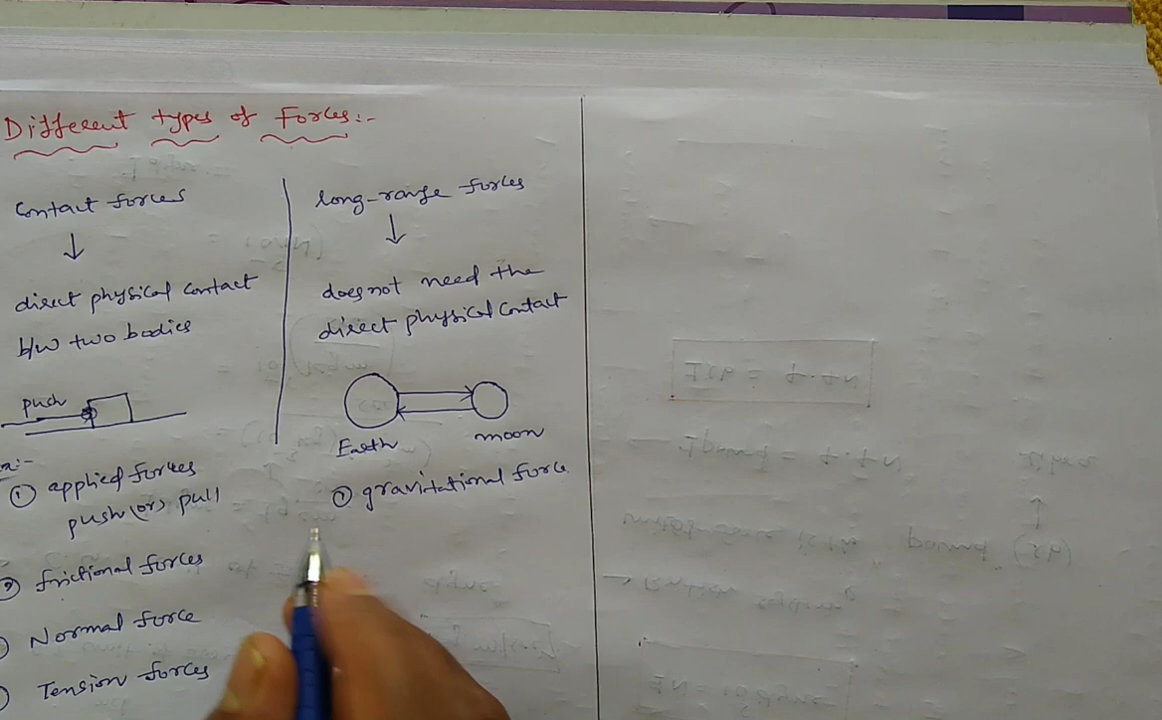 Different types of Forces:-
Contact forces
direct physical contact
b/w two bodies
push
① applied forces
push (or) pull
② frictional forces
Normal force
Tension forces
long-range forces
does not need the
direct physical contact
Earth
moon
① gravitational force